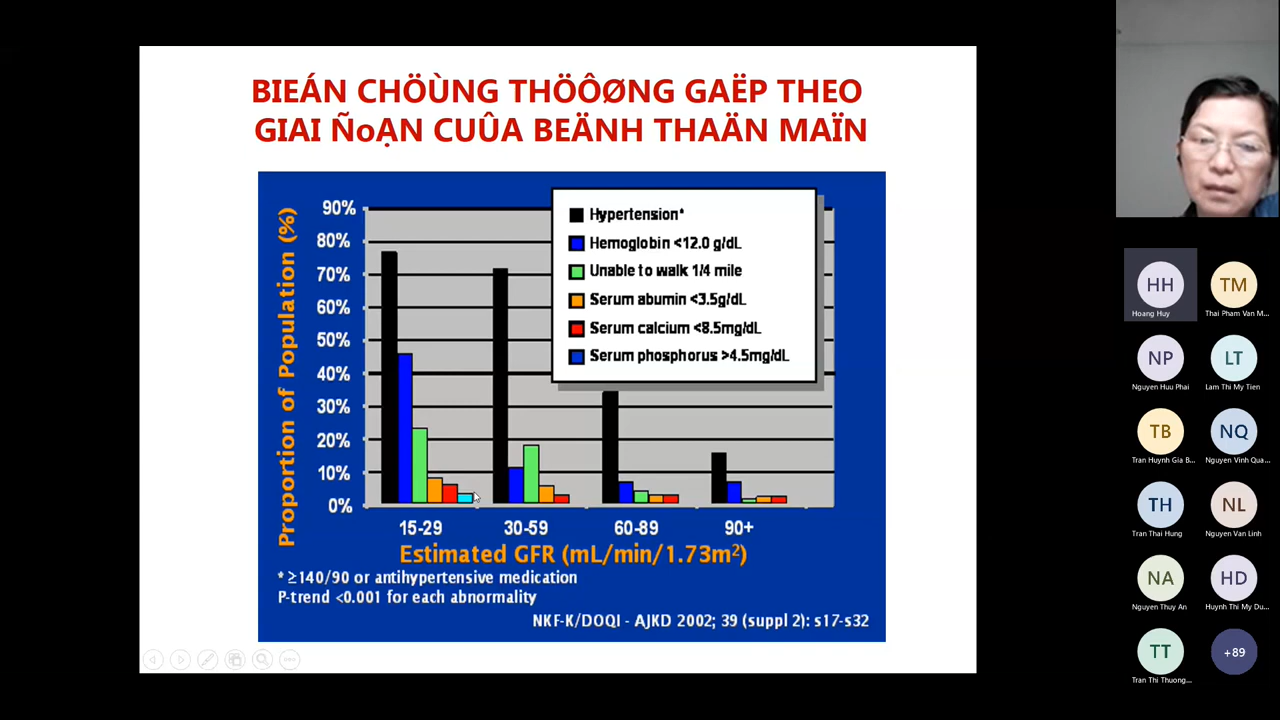 BIEÁN CHÖÙNG THÖÔØNG GAËP THEO
GIAI ÑoẠN CUÛA BEÄNH THAÄN MAÏN
Proportion of Population (%)
90%
80%
70%
60%
50%
40%
30%
20%
10%
0%
Hypertension*
Hemoglobin <12.0 g/dL
Unable to walk 1/4 mile
Serum abumin <3.5g/dL
Serum calcium <8.5mg/dL
Serum phosphorus >4.5mg/dL
15-29
30-59
60-89
90+
Estimated GFR (mL/min/1.73m²)
* ≥140/90 or antihypertensive medication
P-trend <0.001 for each abnormality
NKF-K/DOQI - AJKD 2002; 39 (suppl 2): s17-s32
HH
Hoang Huy
TM
Thai Pham Van M...
NP
Nguyen Huu Phai
LT
Lam Thi My Tien
TB
Tran Huynh Gia B...
NQ
Nguyen Vinh Qua...
TH
Tran Thai Hung
NL
Nguyen Van Linh
NA
Nguyen Thuy An
HD
Huynh Thi My Du...
TT
Tran Thi Thuong...
+89